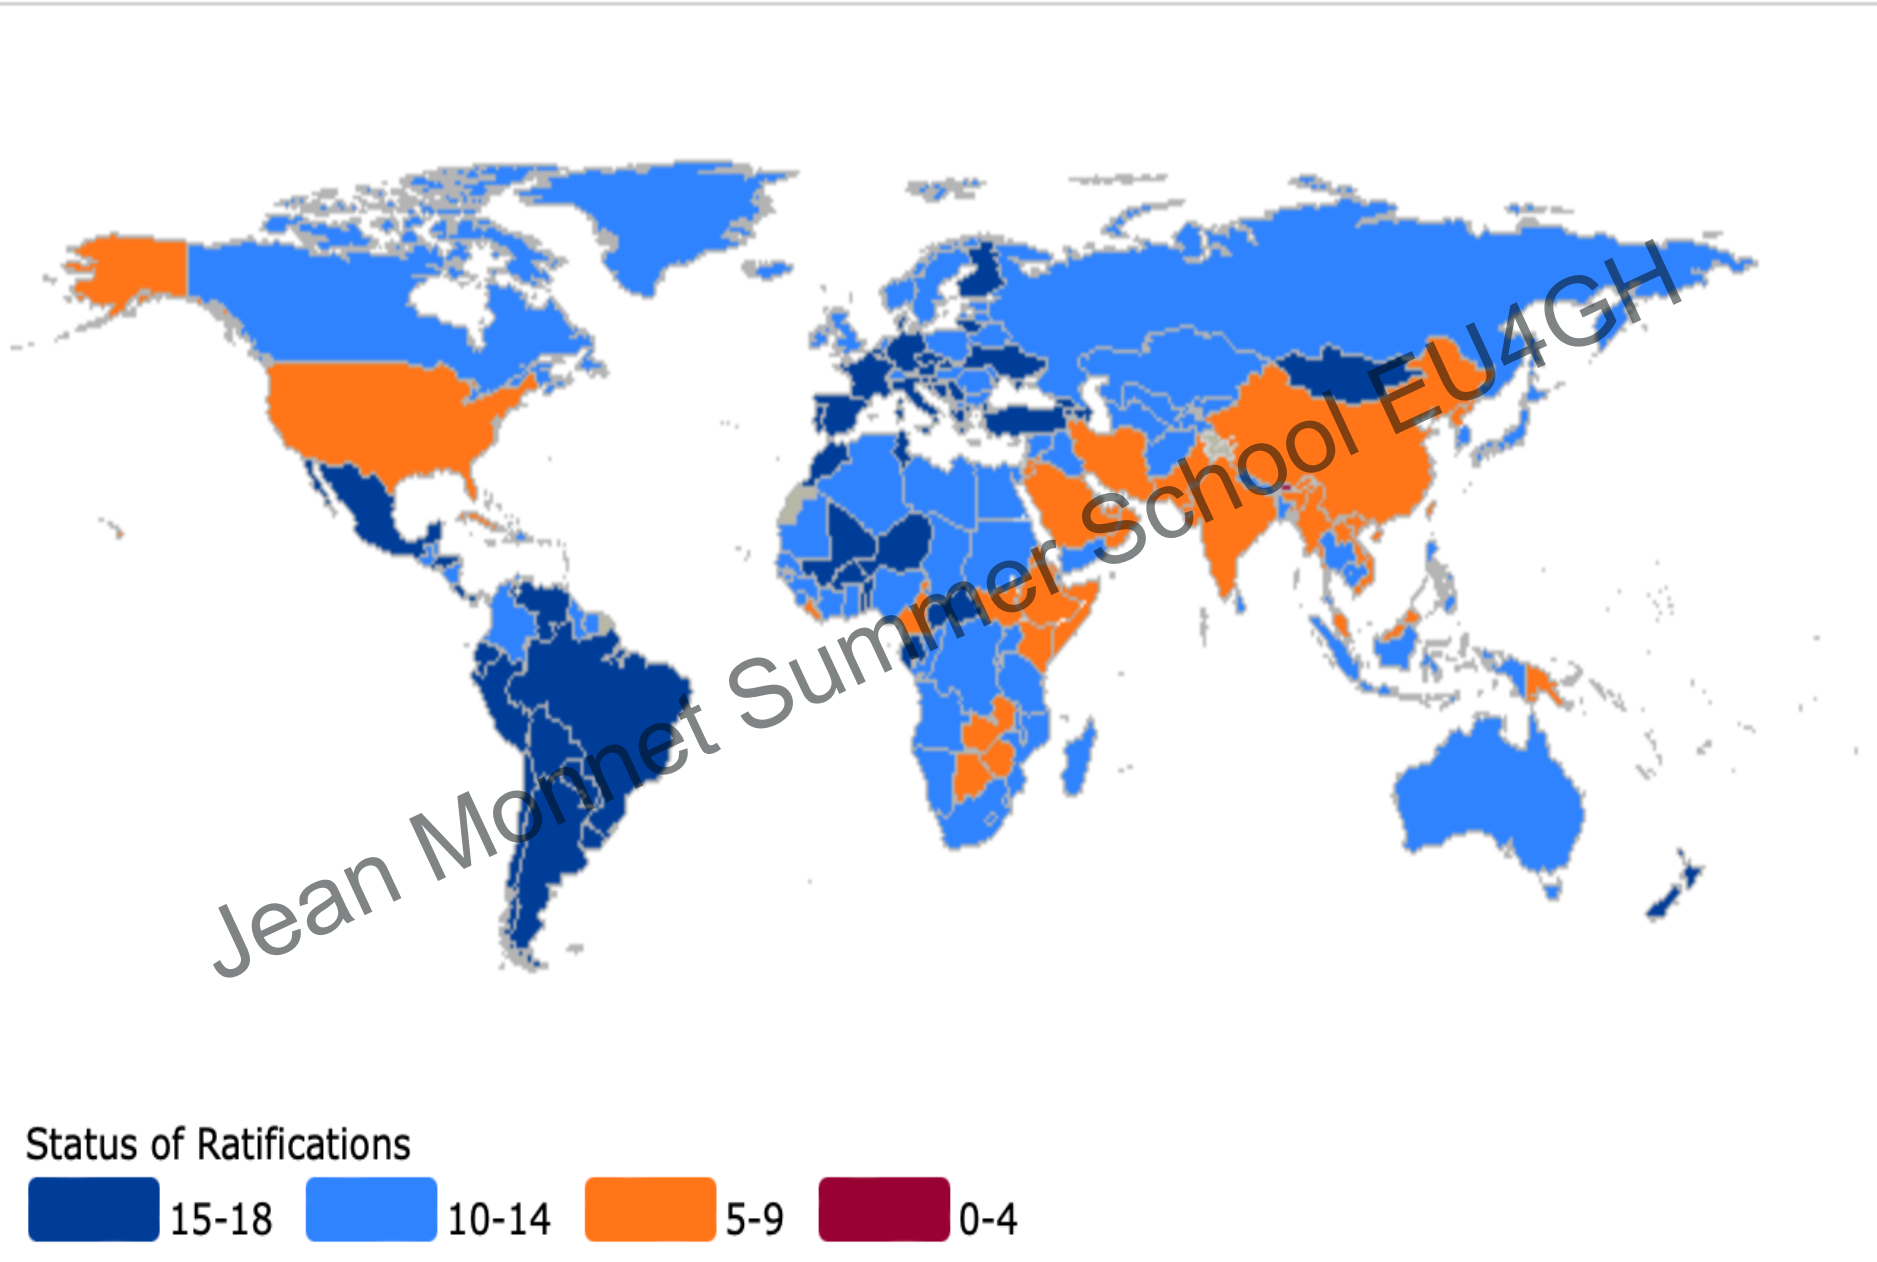 Jean Monnet Summer School EU4GH
Status of Ratifications
15-18
10-14
5-9
0-4